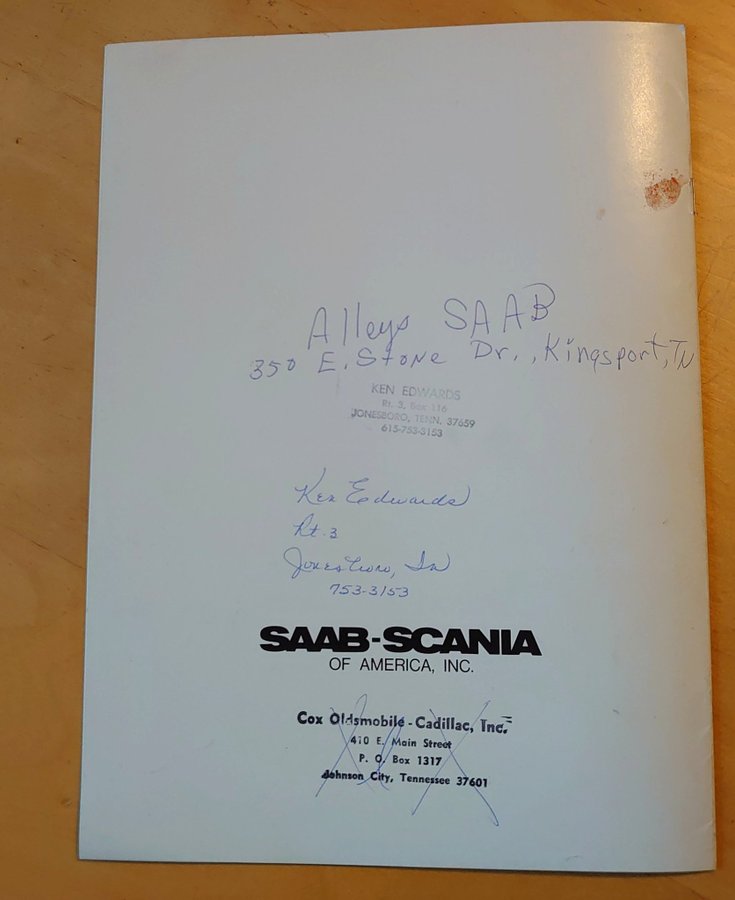 Alleys SAAB
350 E. Stone Dr., Kingsport, TN
KEN EDWARDS
Rt. 3, Box 116
JONESBORO, TENN. 37659
615-753-3153
Ken Edwards
Rt. 3
Jonesboro, Tn
753-3153
SAAB-SCANIA
OF AMERICA, INC.
Cox Oldsmobile - Cadillac, Inc.
410 E. Main Street
P. O. Box 1317
Johnson City, Tennessee 37601